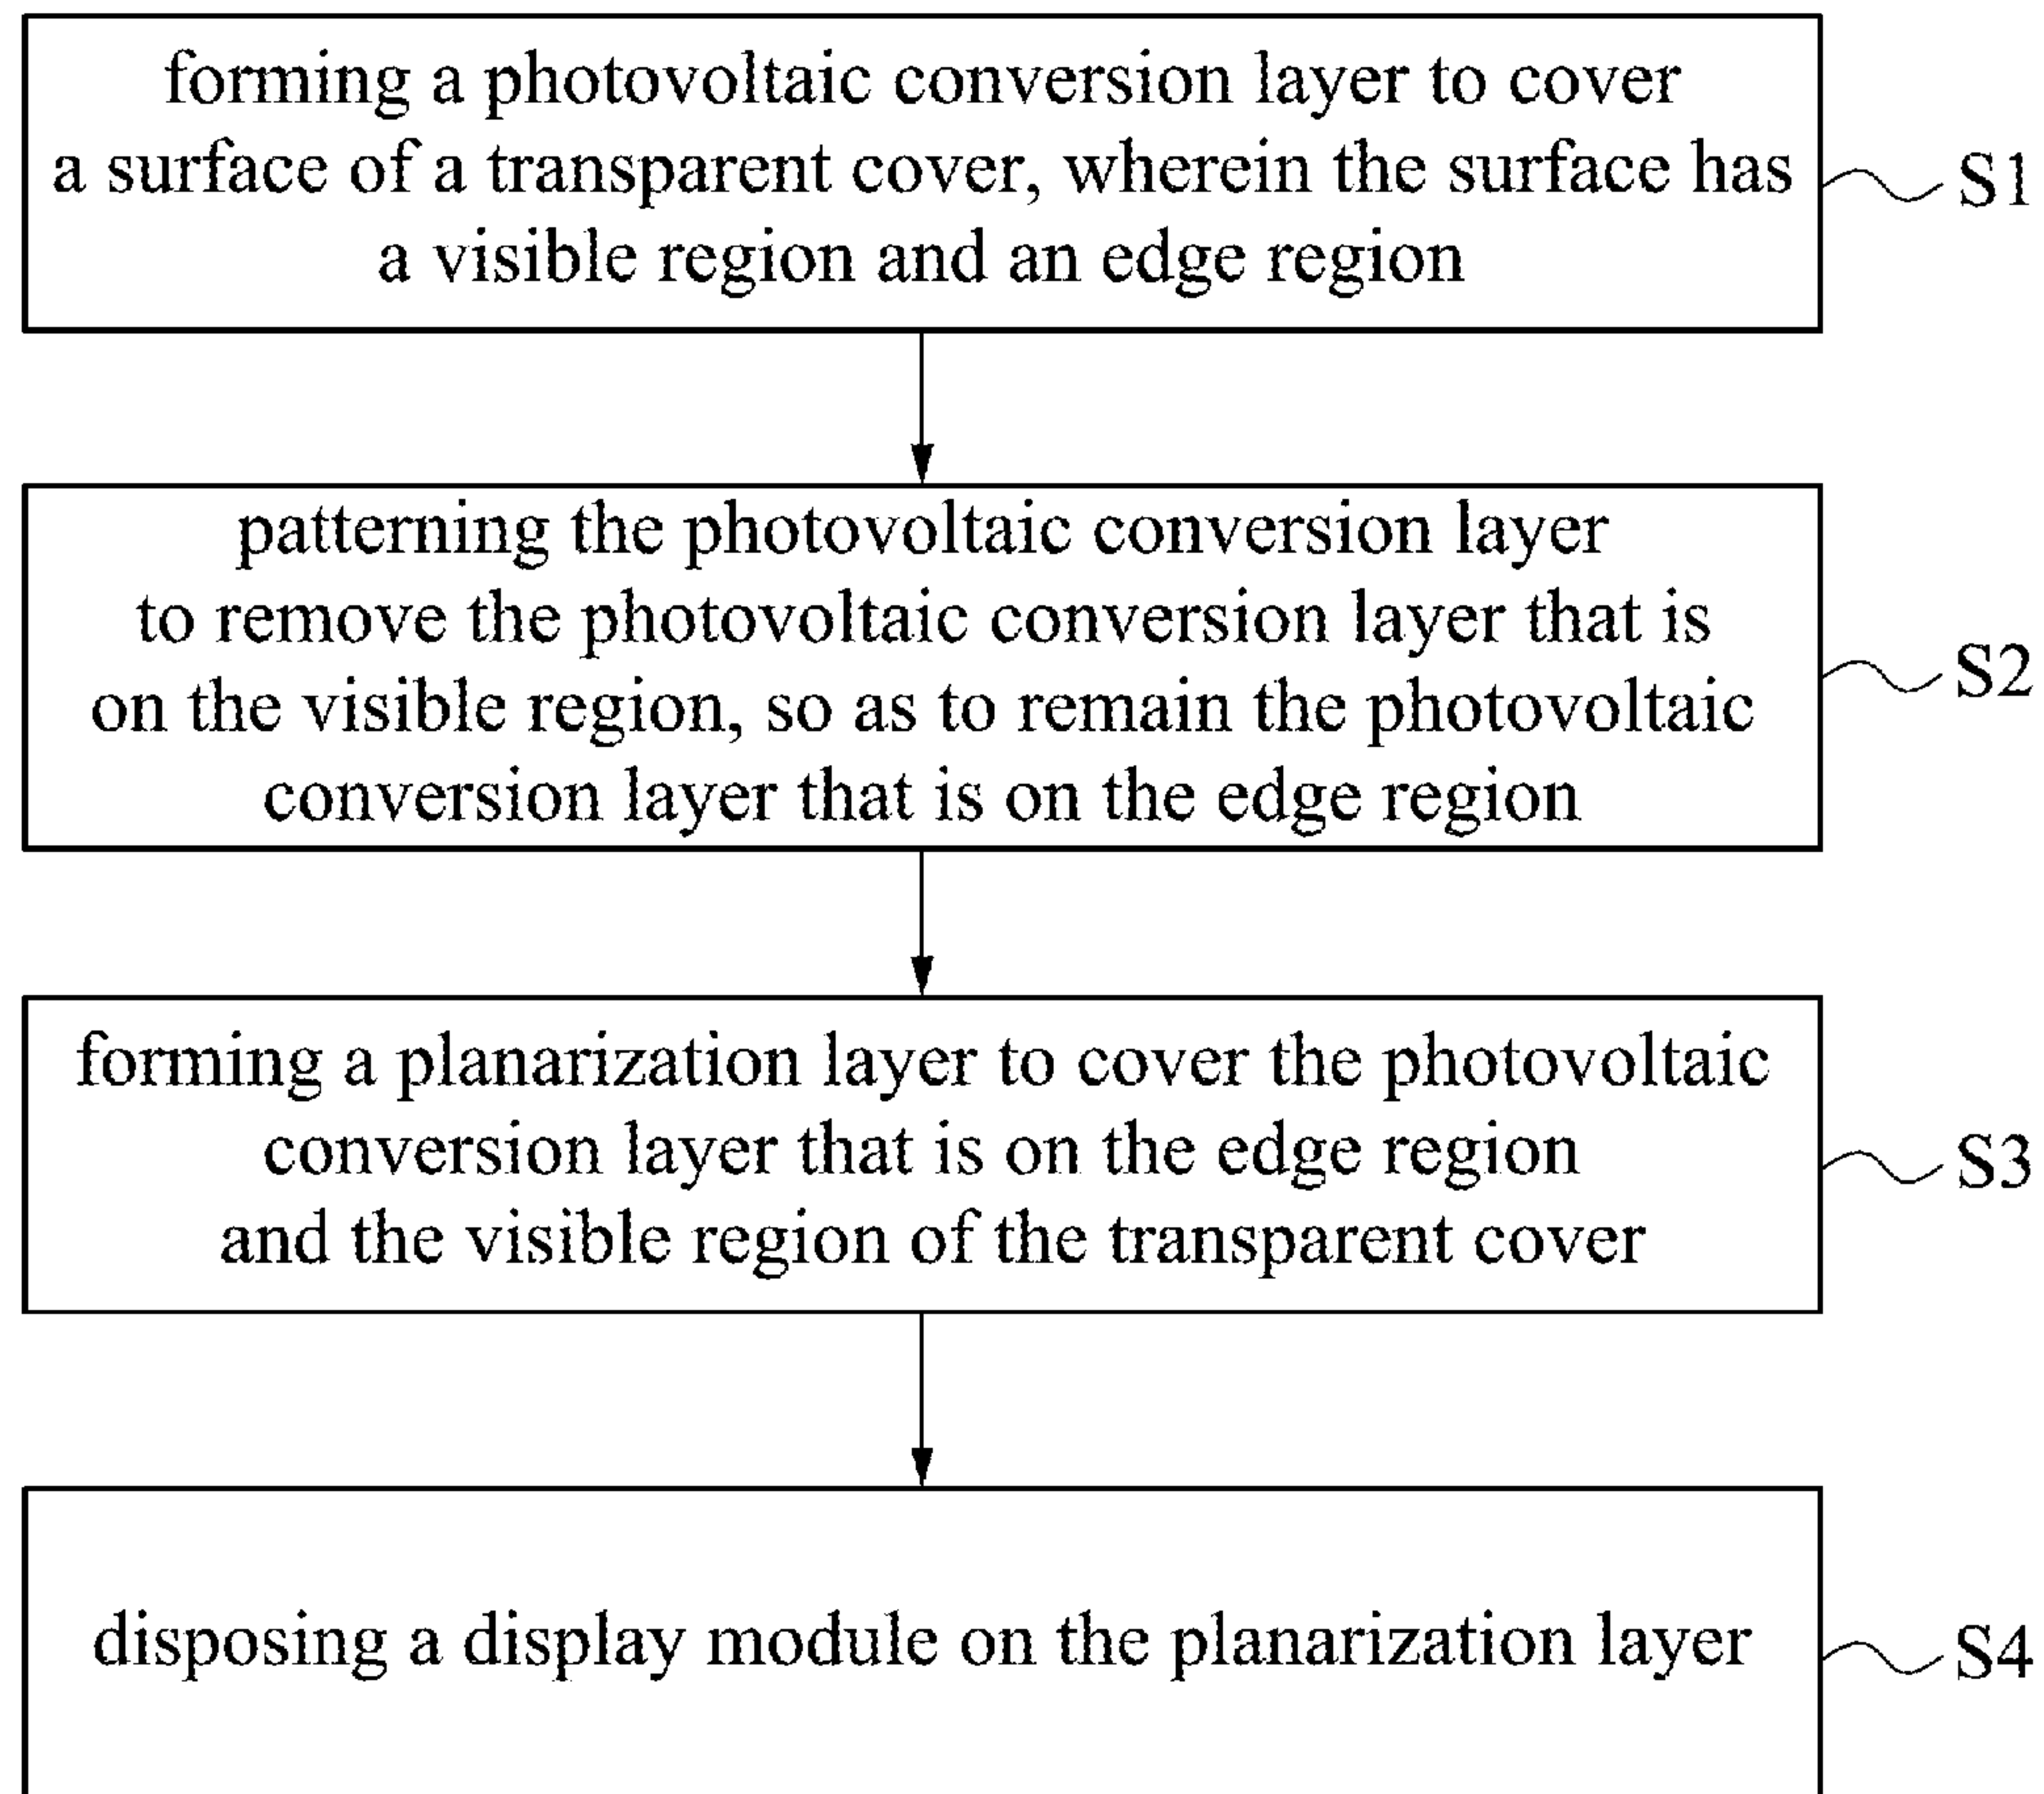 forming a photovoltaic conversion layer to cover
a surface of a transparent cover, wherein the surface has
a visible region and an edge region
S1
patterning the photovoltaic conversion layer
to remove the photovoltaic conversion layer that is
on the visible region, so as to remain the photovoltaic
conversion layer that is on the edge region
S2
forming a planarization layer to cover the photovoltaic
conversion layer that is on the edge region
and the visible region of the transparent cover
S3
disposing a display module on the planarization layer
S4